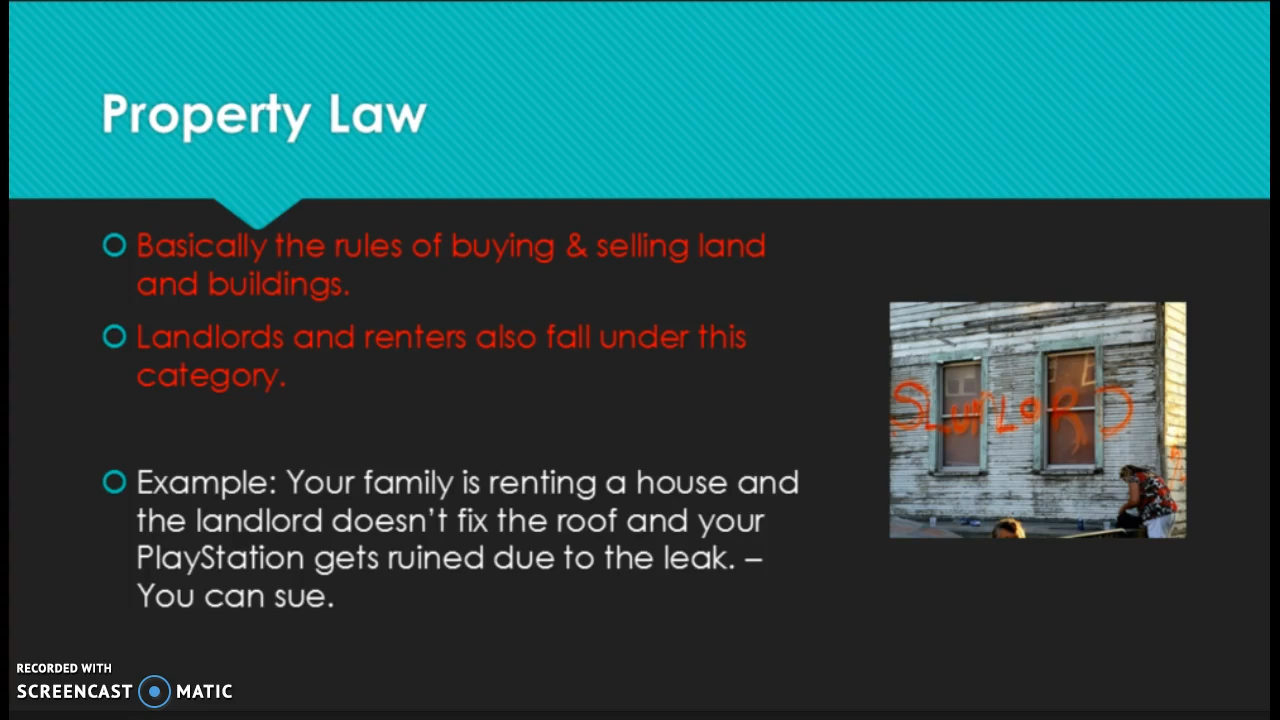 Property Law
Basically the rules of buying & selling land
and buildings.
Landlords and renters also fall under this
category.
SLUMLORD
Example: Your family is renting a house and
the landlord doesn't fix the roof and your
PlayStation gets ruined due to the leak. –
You can sue.
RECORDED WITH
SCREENCAST MATIC